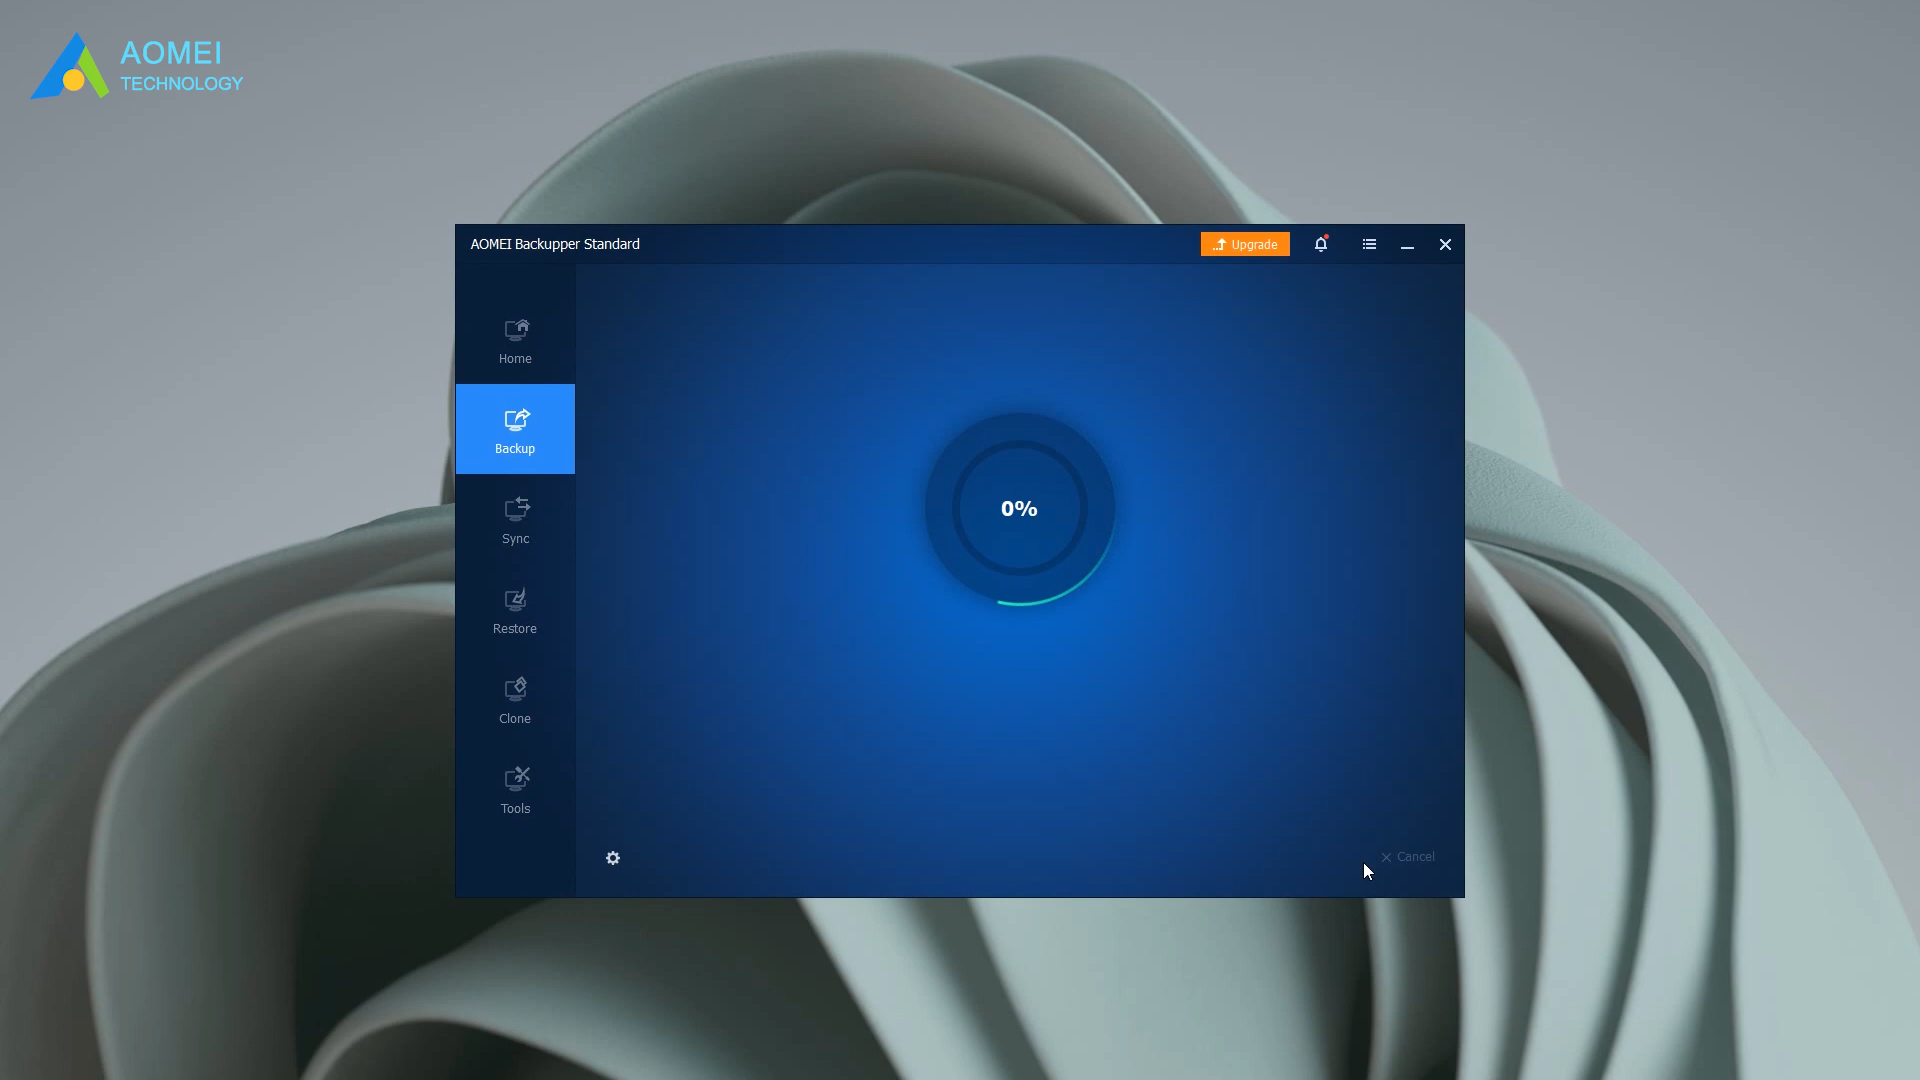 AOMEI
TECHNOLOGY
AOMEI Backupper Standard
Upgrade
Home
Backup
Sync
Restore
Clone
Tools
0%
Cancel